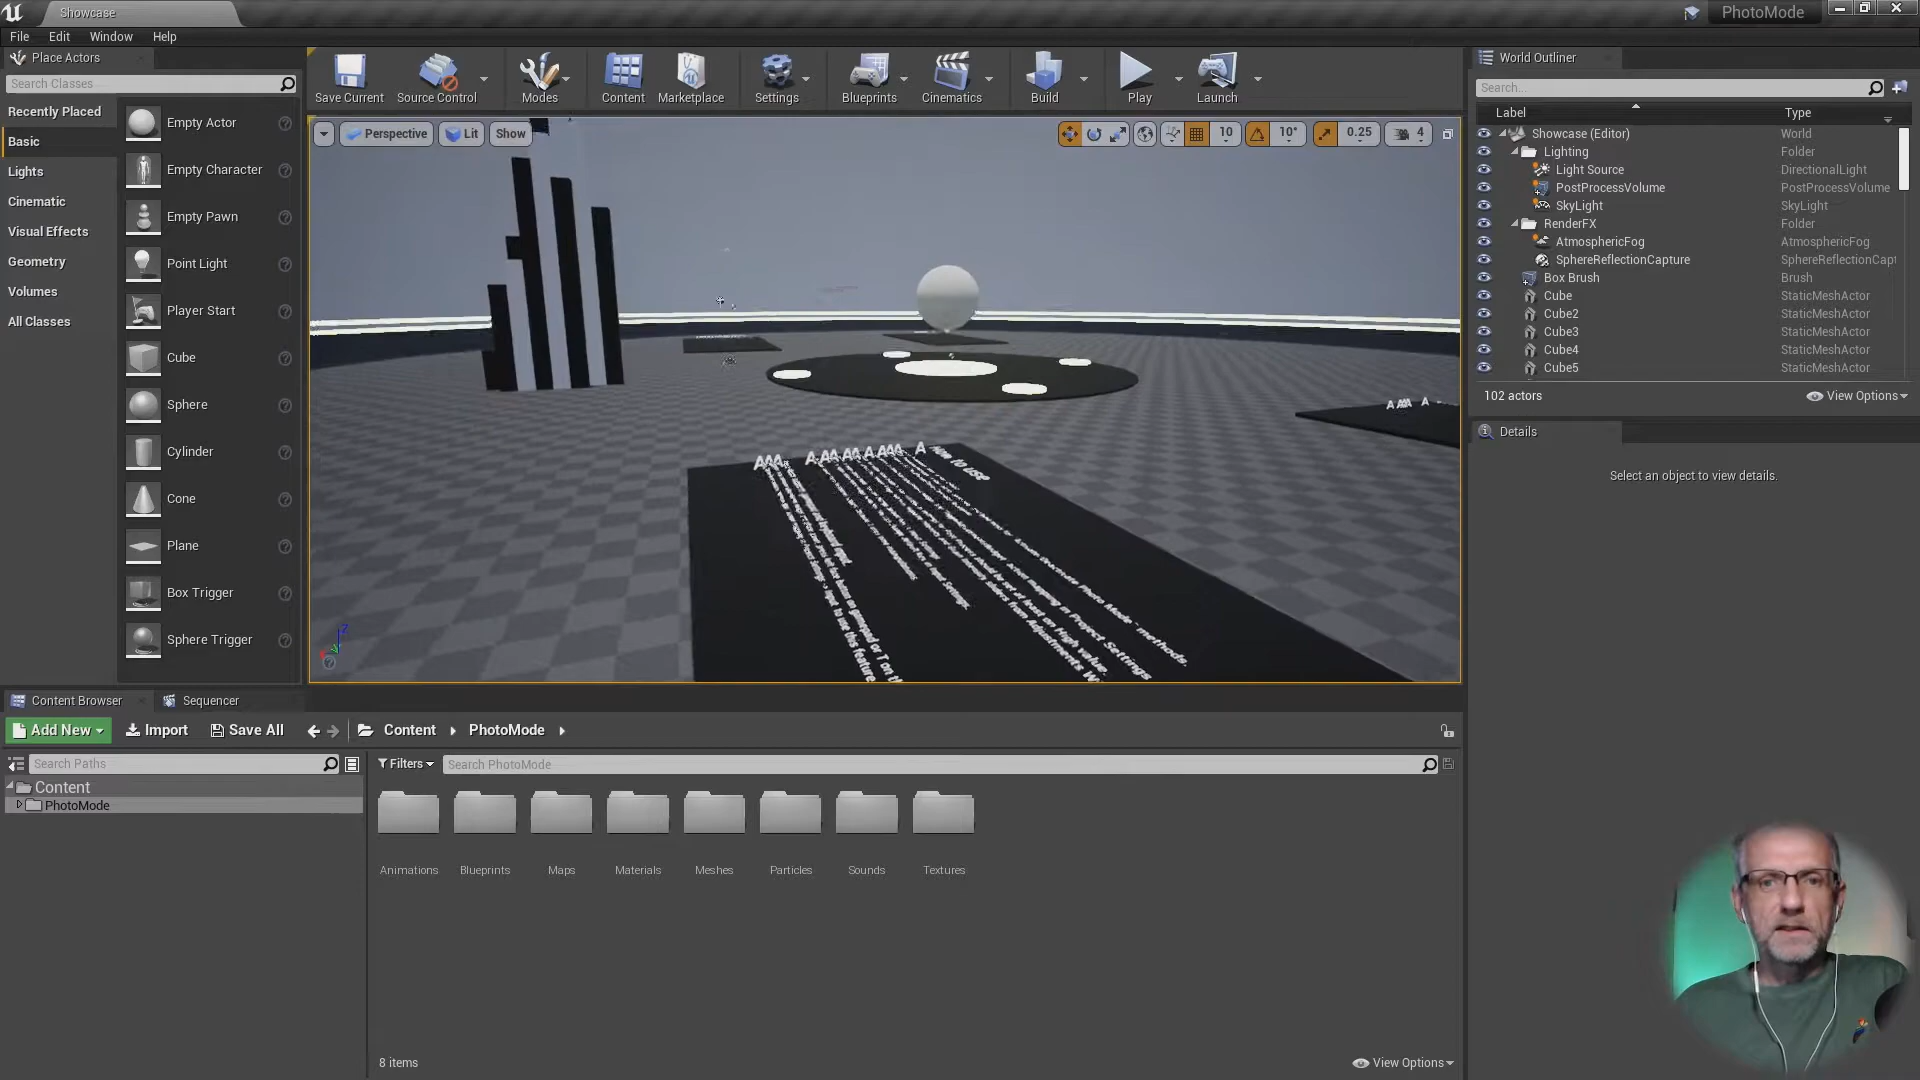 Showcase
PhotoMode
File Edit Window Help
Place Actors
Search Classes
Recently Placed
Basic
Lights
Cinematic
Visual Effects
Geometry
Volumes
All Classes
Empty Actor
Empty Character
Empty Pawn
Point Light
Player Start
Cube
Sphere
Cylinder
Cone
Plane
Box Trigger
Sphere Trigger
Save Current
Source Control
Modes
Content
Marketplace
Settings
Blueprints
Cinematics
Build
Play
Launch
Perspective Lit Show
10 10° 0.25 4
How to use
World Outliner
Search...
Label Type
Showcase (Editor) World
Lighting Folder
Light Source DirectionalLight
PostProcessVolume PostProcessVolume
SkyLight SkyLight
RenderFX Folder
AtmosphericFog AtmosphericFog
SphereReflectionCapture SphereReflectionCapt
Box Brush Brush
Cube StaticMeshActor
Cube2 StaticMeshActor
Cube3 StaticMeshActor
Cube4 StaticMeshActor
Cube5 StaticMeshActor
102 actors View Options
Details
Select an object to view details.
Content Browser Sequencer
Add New Import Save All Content PhotoMode
Search Paths
Content
PhotoMode
Filters Search PhotoMode
Animations Blueprints Maps Materials Meshes Particles Sounds Textures
8 items View Options